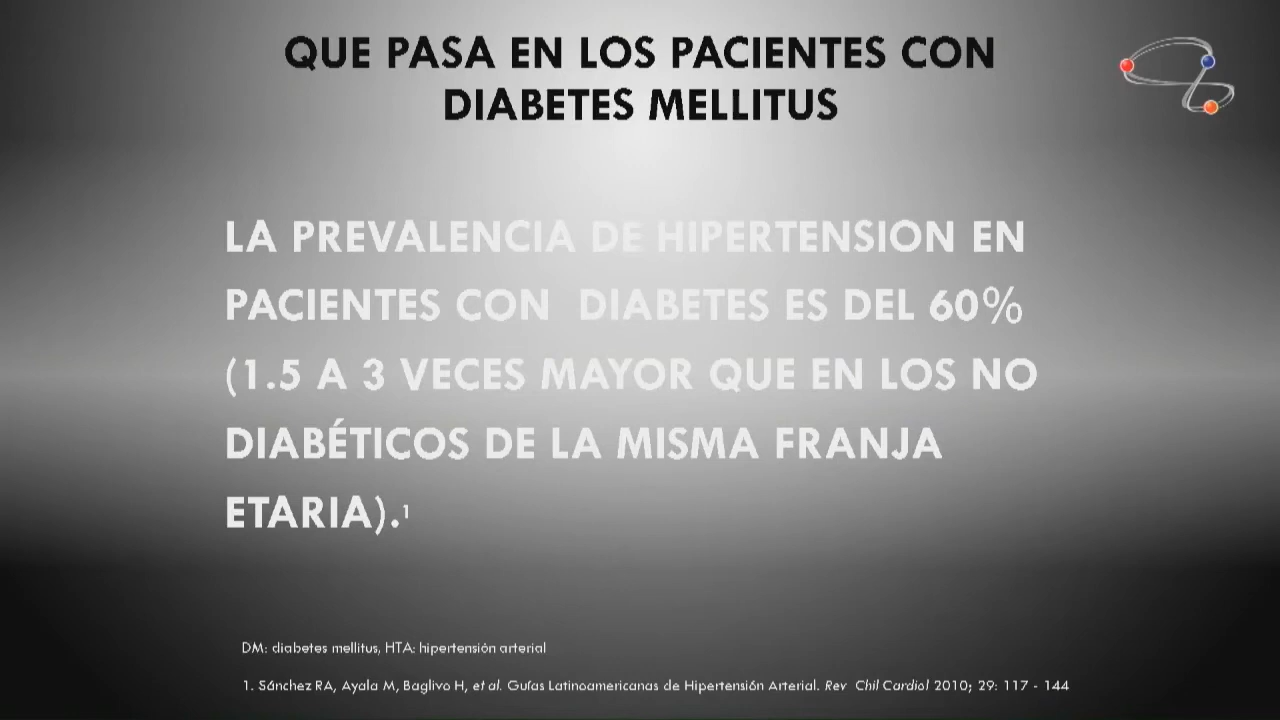 QUE PASA EN LOS PACIENTES CON
DIABETES MELLITUS
LA PREVALENCIA DE HIPERTENSION EN
PACIENTES CON DIABETES ES DEL 60%
(1.5 A 3 VECES MAYOR QUE EN LOS NO
DIABÉTICOS DE LA MISMA FRANJA
ETARIA).1
DM: diabetes mellitus, HTA: hipertensión arterial
1. Sánchez RA, Ayala M, Baglivo H, et al. Guías Latinoamericanas de Hipertensión Arterial. Rev Chil Cardiol 2010; 29: 117 - 144